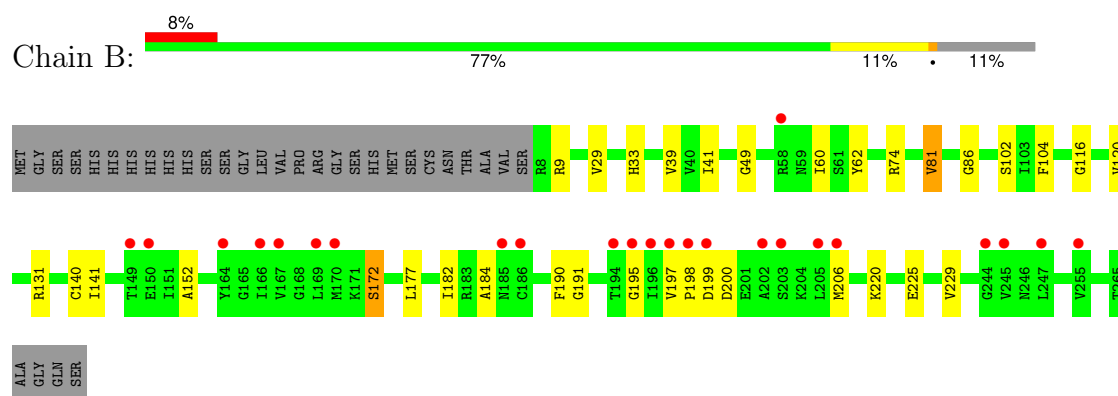 8%
Chain B:
77% 11% • 11%
MET GLY SER SER HIS HIS HIS HIS HIS HIS SER SER GLY LEU VAL PRO ARG GLY SER HIS MET SER CYS ASN THR ALA VAL SER R8 R9 V29 H33 V39 V40 I41 G49 R58 N59 I60 S61 Y62 R74 V81 G86 S102 I103 F104 G116 V120
R131 C140 I141 T149 E150 I151 A152 Y164 G165 I166 V167 G168 L169 M170 K171 S172 L177 I182 R183 A184 N185 C186 F190 G191 T194 G195 I196 V197 P198 D199 D200 E201 A202 S203 K204 L205 M206 K220 E225 V229 G244 V245 N246 L247 V255 T265
ALA GLY GLN SER